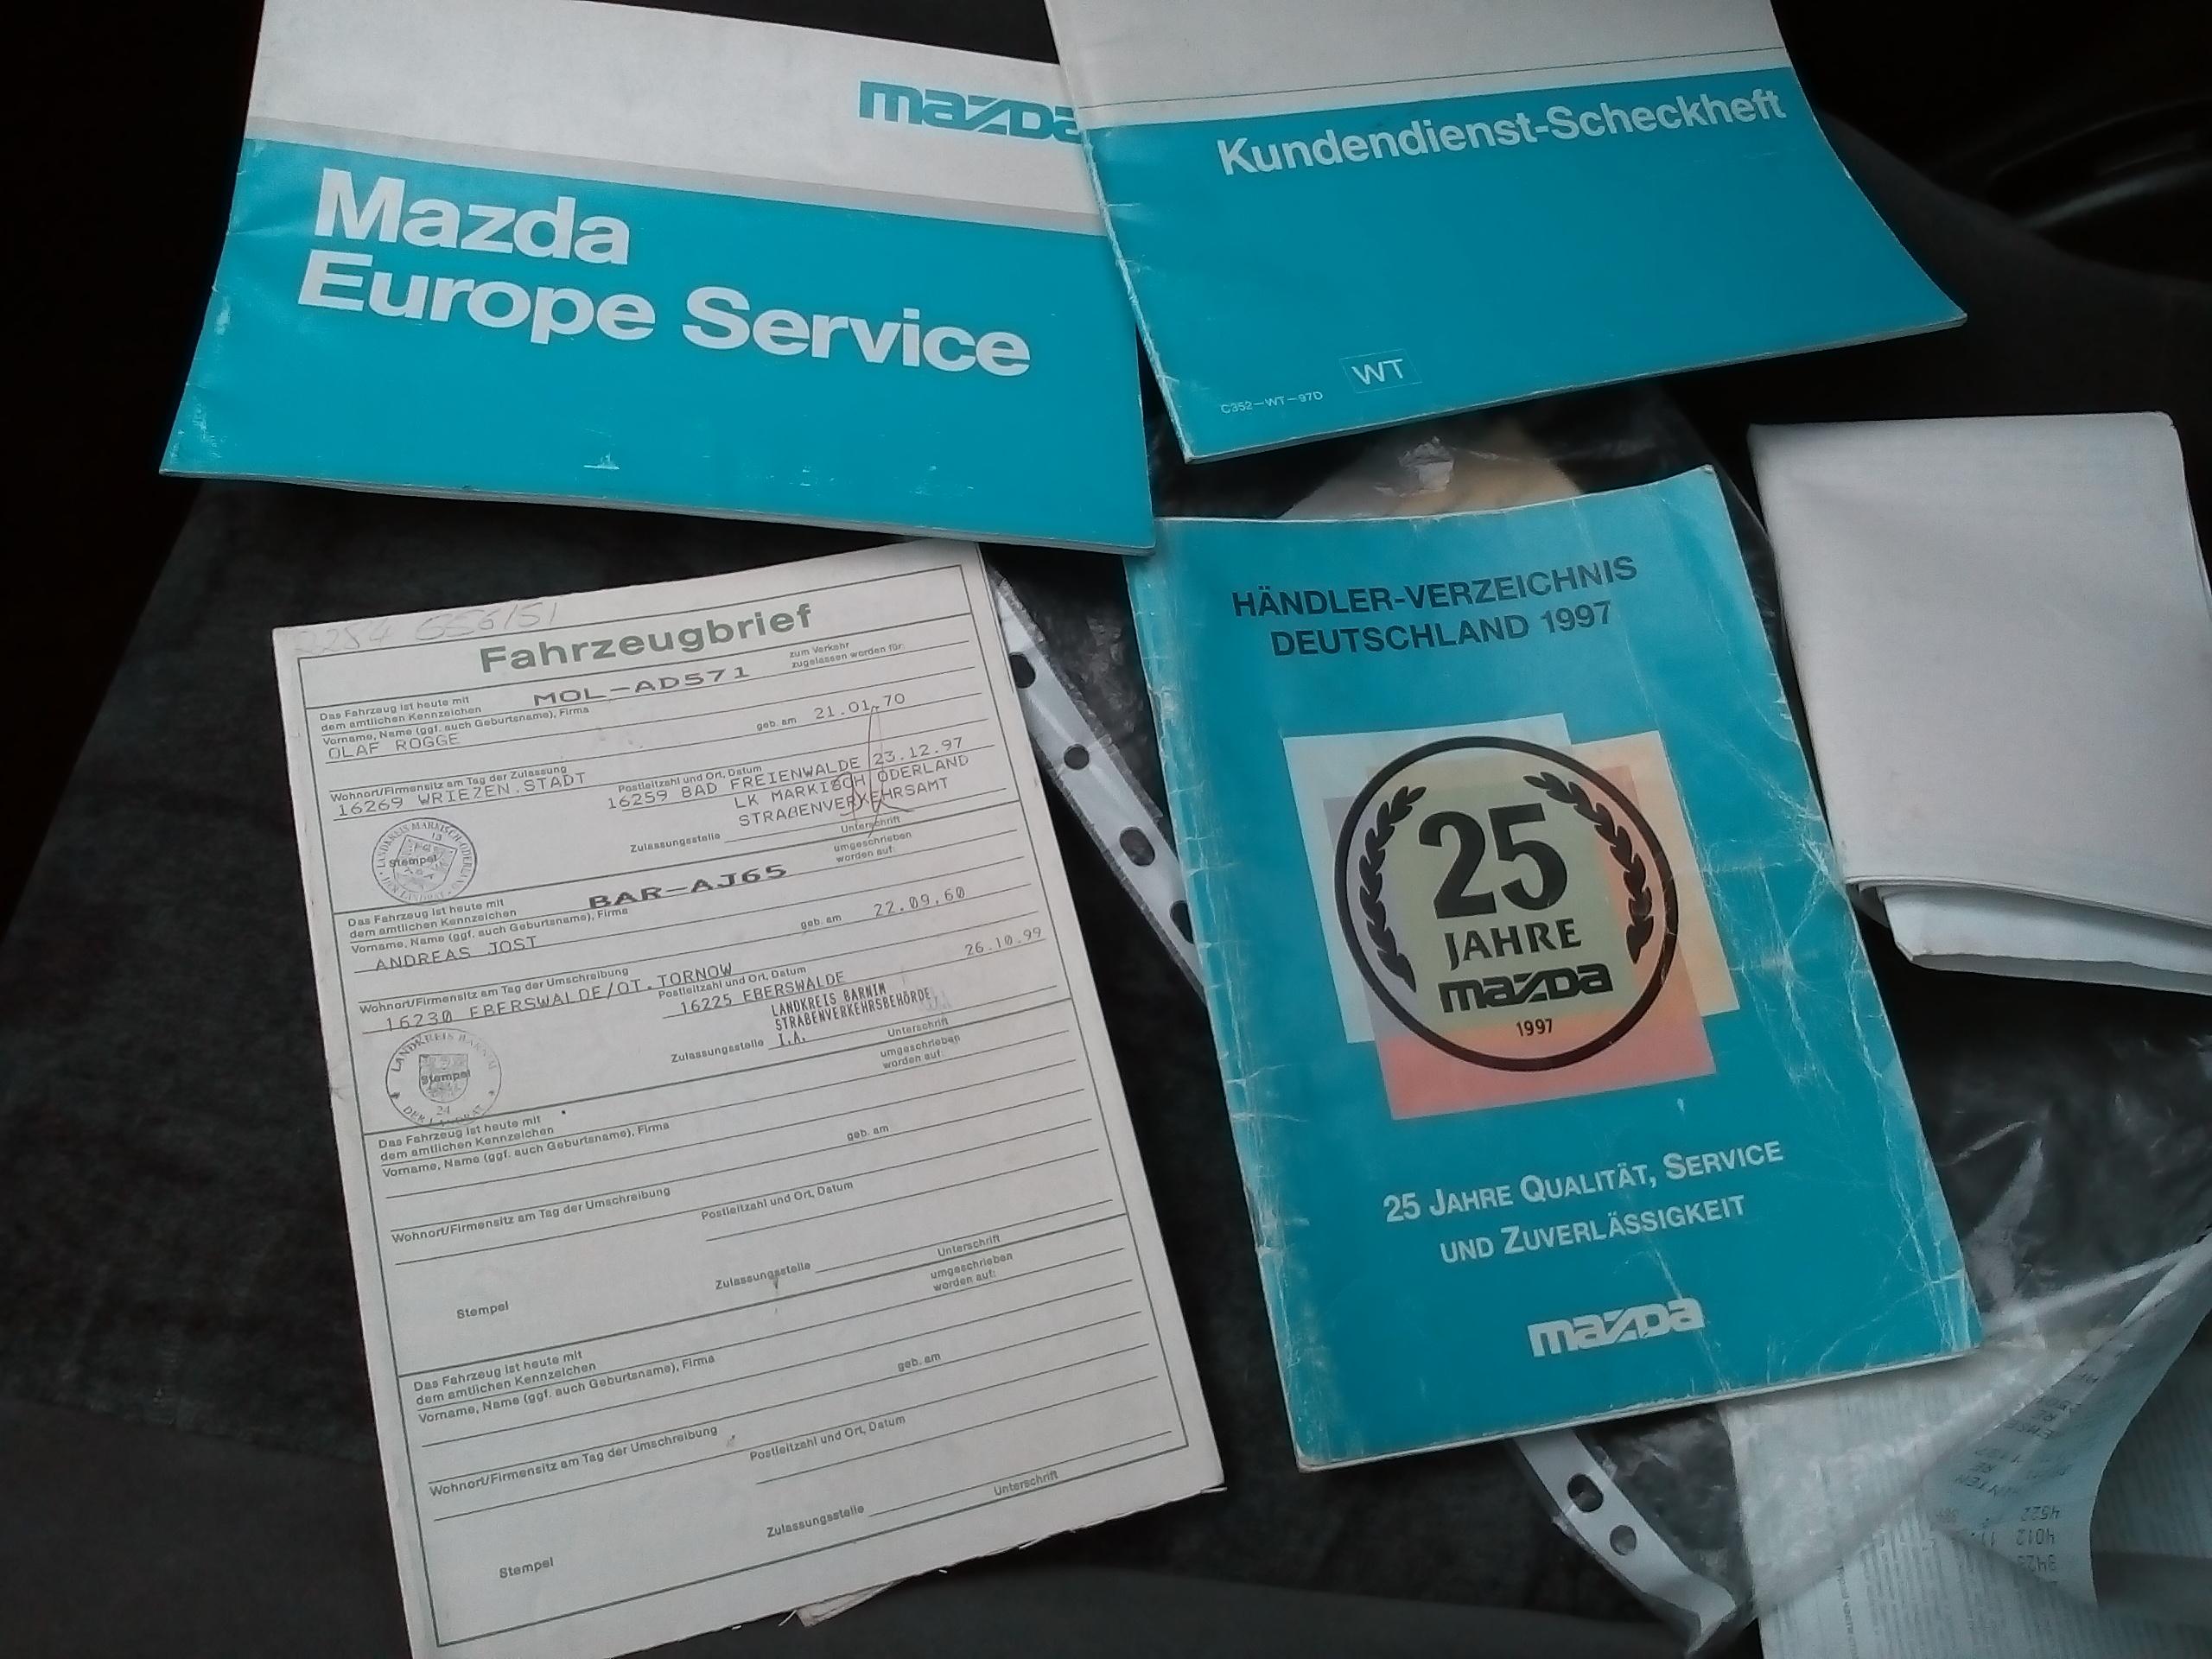 mazda
Mazda
Europe Service
Kundendienst-Scheckheft
WT
C352-WT-97D
Fahrzeugbrief
Das Fahrzeug ist heute mit
dem amtlichen Kennzeichen
MOL-AD571
zum Verkehr
zugelassen worden für:
Vorname, Name (ggf. auch Geburtsname), Firma
OLAF ROGGE
geb. am
21.01.70
Wohnort/Firmensitz am Tag der Zulassung
16269 WRIEZEN.STADT
Postleitzahl und Ort, Datum
16259 BAD FREIENWALDE 23.12.97
LK MARKISCH ODERLAND
STRAßENVERKEHRSAMT
Zulassungsstelle
Unterschrift
Stempel
LANDKREIS MÄRKISCH-ODERLAND
Das Fahrzeug ist heute mit
dem amtlichen Kennzeichen
BAR-AJ65
umgeschrieben
worden auf:
Vorname, Name (ggf. auch Geburtsname), Firma
ANDREAS JOST
geb. am
22.09.60
Wohnort/Firmensitz am Tag der Umschreibung
16230 EBERSWALDE/OT.TORNOW
Postleitzahl und Ort, Datum
16225 EBERSWALDE
26.10.99
LANDKREIS BARNIM
STRAßENVERKEHRSBEHÖRDE
I.A.
Zulassungsstelle
Unterschrift
LANDKREIS BARNIM
Stempel
24
DER LANDRAT
Das Fahrzeug ist heute mit
dem amtlichen Kennzeichen
umgeschrieben
worden auf:
Vorname, Name (ggf. auch Geburtsname), Firma
geb. am
Wohnort/Firmensitz am Tag der Umschreibung
Postleitzahl und Ort, Datum
Zulassungsstelle
Unterschrift
Stempel
Das Fahrzeug ist heute mit
dem amtlichen Kennzeichen
umgeschrieben
worden auf:
Vorname, Name (ggf. auch Geburtsname), Firma
geb. am
Wohnort/Firmensitz am Tag der Umschreibung
Postleitzahl und Ort, Datum
Zulassungsstelle
Unterschrift
Stempel
HÄNDLER-VERZEICHNIS
DEUTSCHLAND 1997
25
JAHRE
mazda
1997
25 JAHRE QUALITÄT, SERVICE
UND ZUVERLÄSSIGKEIT
mazda
4522
4012